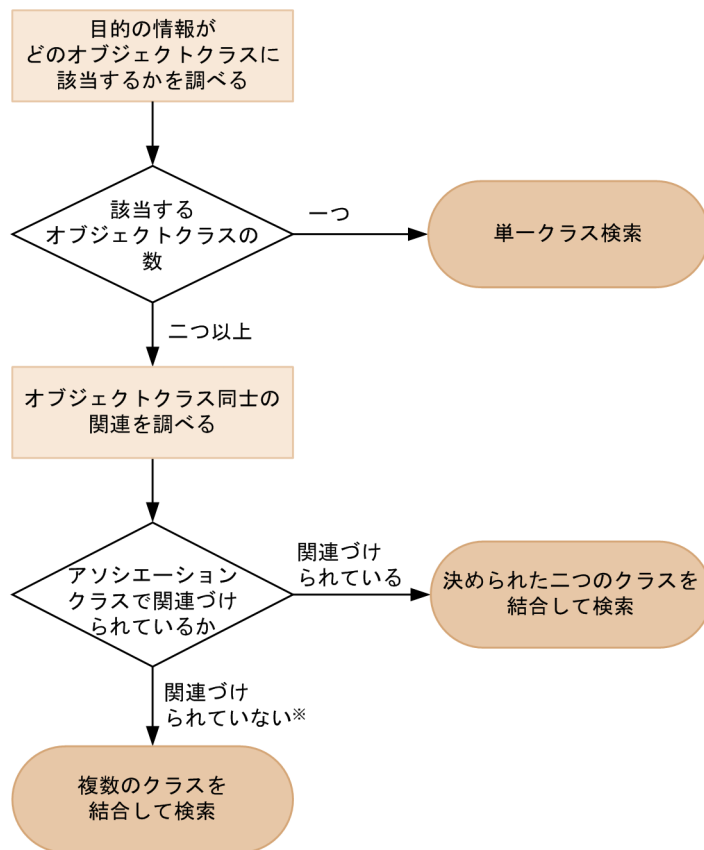 目的の情報が
どのオブジェクトクラスに
該当するかを調べる
該当する
オブジェクトクラスの
数
一つ
単一クラス検索
二つ以上
オブジェクトクラス同士の
関連を調べる
アソシエーション
クラスで関連づけ
られているか
関連づけ
られている
決められた二つのクラスを
結合して検索
関連づけ
られていない※
複数のクラスを
結合して検索